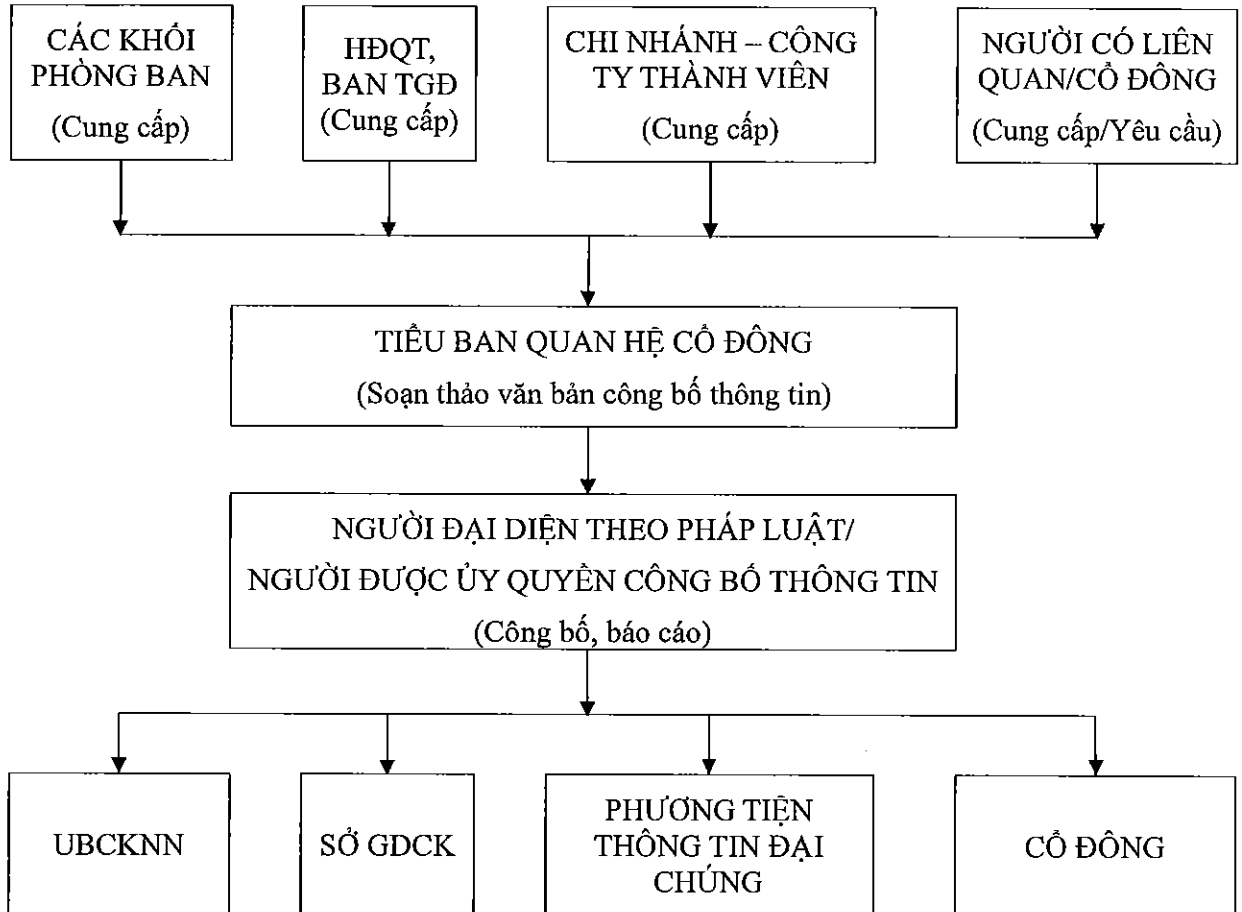 CÁC KHỐI
PHÒNG BAN
(Cung cấp)
HĐQT,
BAN TGĐ
(Cung cấp)
CHI NHÁNH – CÔNG
TY THÀNH VIÊN
(Cung cấp)
NGƯỜI CÓ LIÊN
QUAN/CỔ ĐÔNG
(Cung cấp/Yêu cầu)
TIỂU BAN QUAN HỆ CỔ ĐÔNG
(Soạn thảo văn bản công bố thông tin)
NGƯỜI ĐẠI DIỆN THEO PHÁP LUẬT/
NGƯỜI ĐƯỢC ỦY QUYỀN CÔNG BỐ THÔNG TIN
(Công bố, báo cáo)
UBCKNN
SỞ GDCK
PHƯƠNG TIỆN
THÔNG TIN ĐẠI
CHÚNG
CỔ ĐÔNG